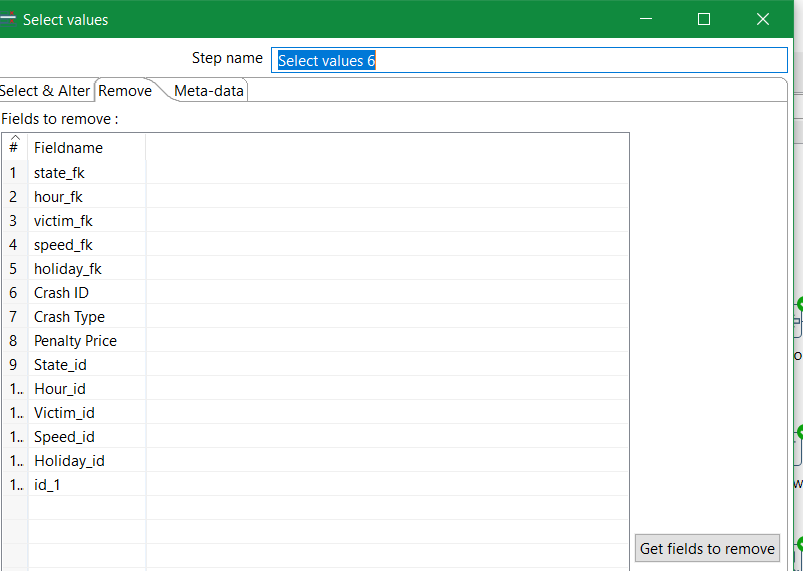 Select values
Step name Select values 6
Select & Alter Remove Meta-data
Fields to remove :
# Fieldname
1 state_fk
2 hour_fk
3 victim_fk
4 speed_fk
5 holiday_fk
6 Crash ID
7 Crash Type
8 Penalty Price
9 State_id
1.. Hour_id
1.. Victim_id
1.. Speed_id
1.. Holiday_id
1.. id_1
Get fields to remove